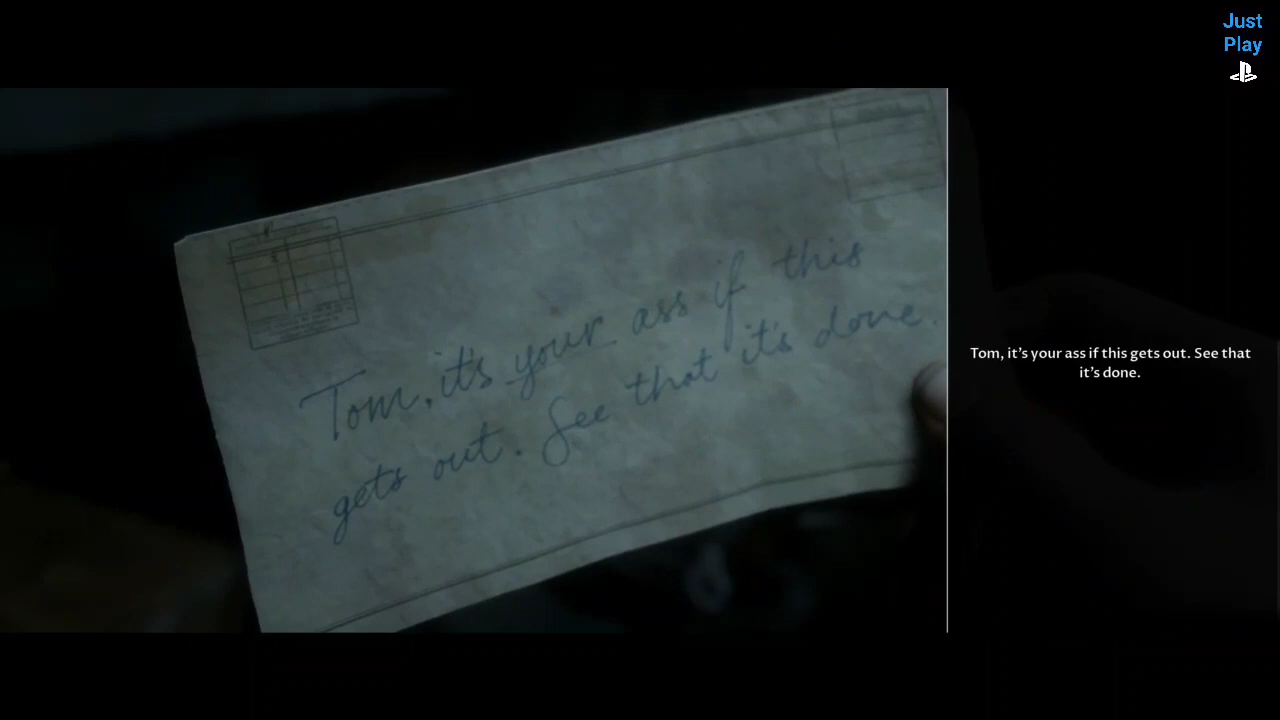 Just
Play
Tom, it's your ass if this
gets out. See that it's done.
Tom, it's your ass if this gets out. See that
it's done.